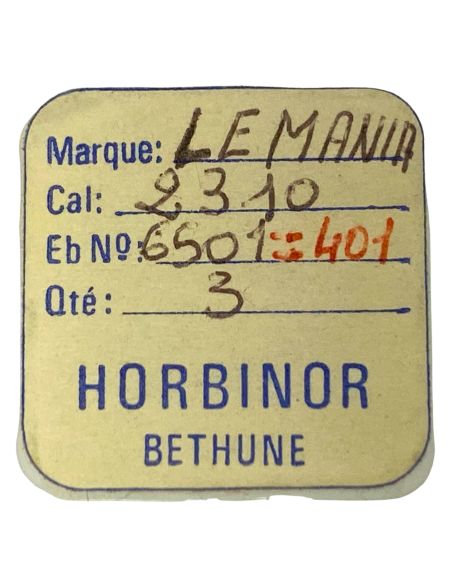 Marque: LEMANIA
Cal: 2310
Eb Nº: 6501 = 401
Qté: 3
HORBINOR
BETHUNE